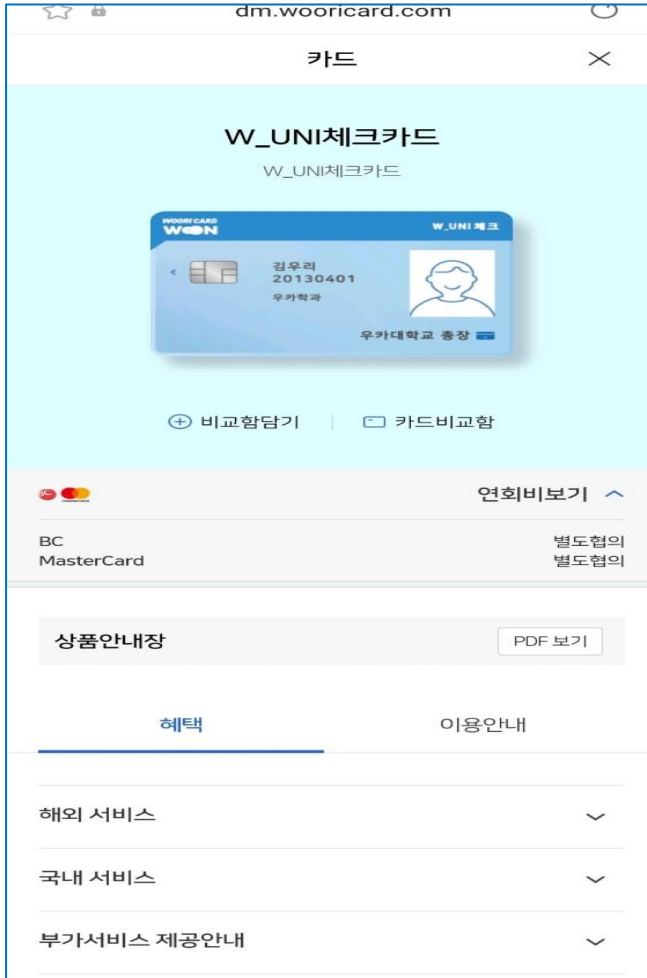 dm.wooricard.com
카드
W_UNI체크카드
W_UNI체크카드
WOORI CARD
WON
W_UNI 체크
김우리
20130401
우카학과
우카대학교 총장
비교함담기
카드비교함
BC
연회비보기
BC 별도협의
MasterCard 별도협의
상품안내장
PDF 보기
혜택
이용안내
해외 서비스
국내 서비스
부가서비스 제공안내